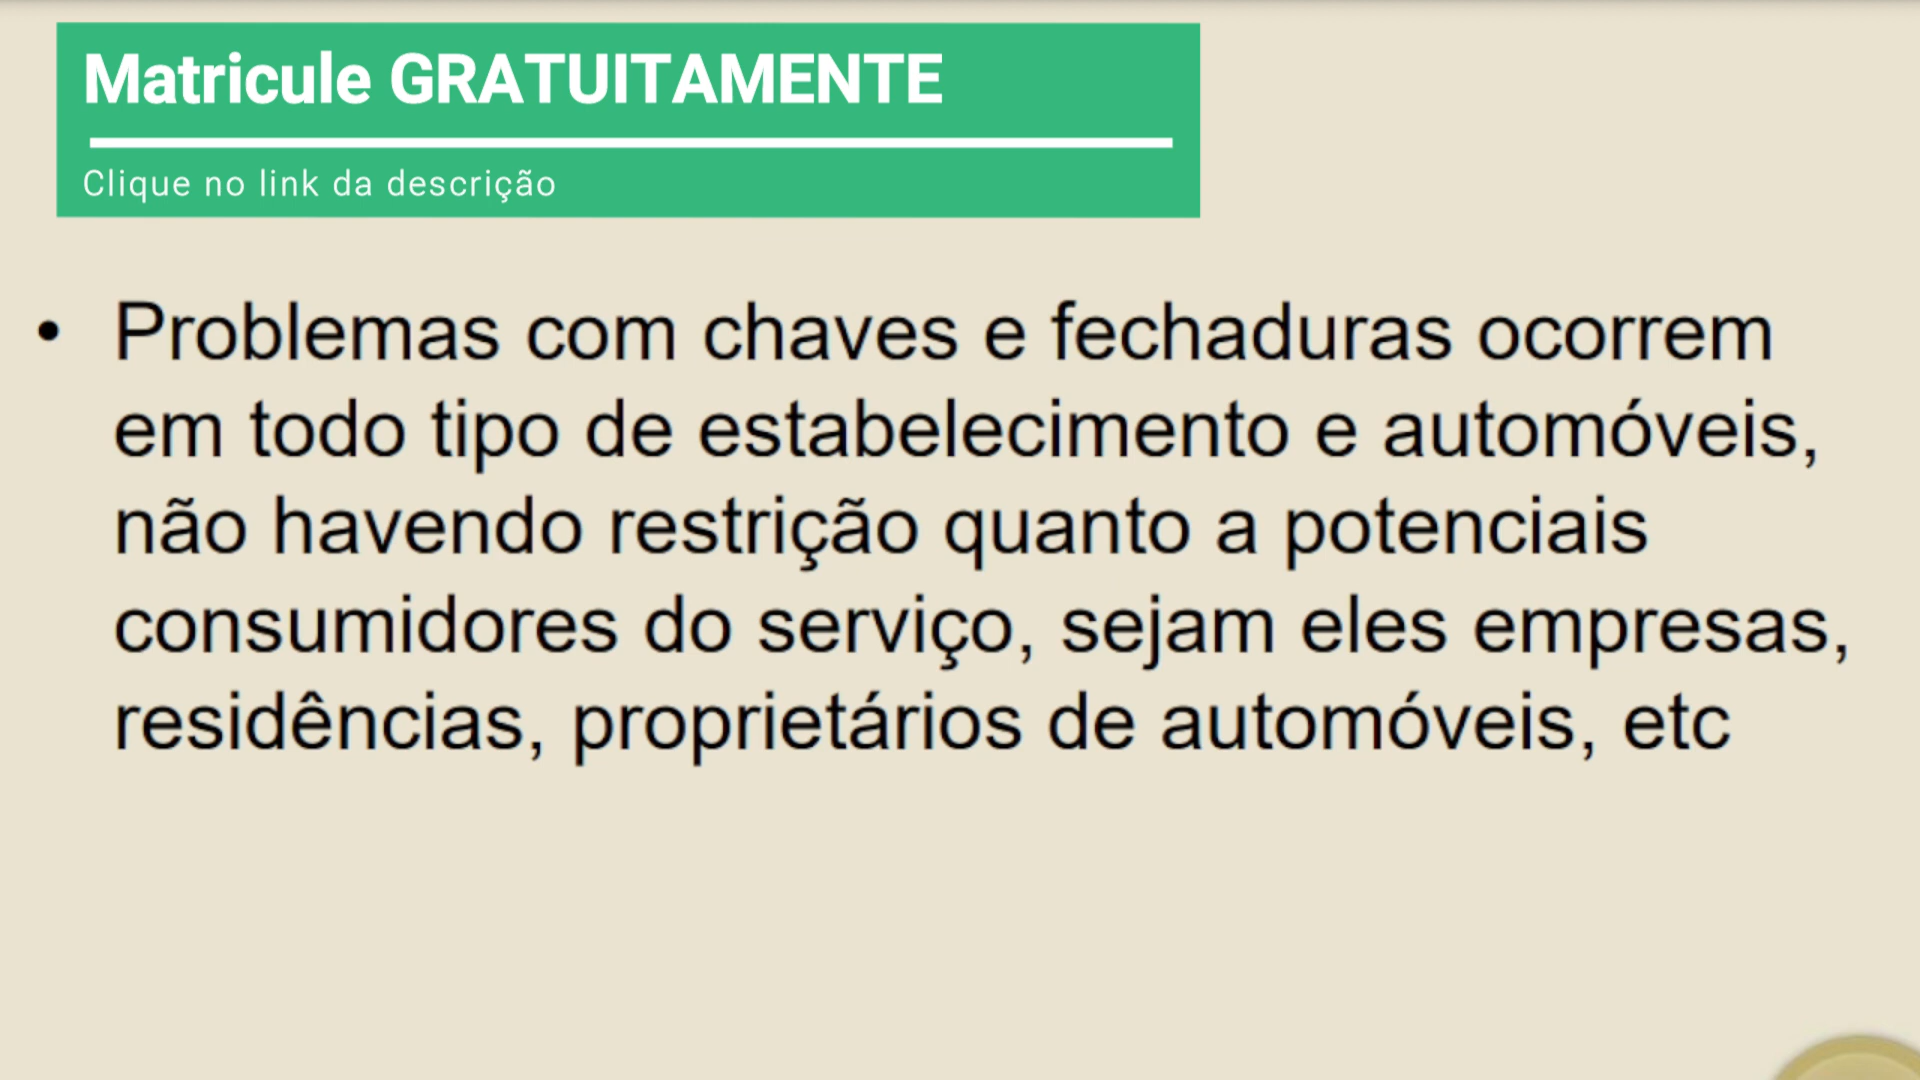 Matricule GRATUITAMENTE
Clique no link da descrição
• Problemas com chaves e fechaduras ocorrem
em todo tipo de estabelecimento e automóveis,
não havendo restrição quanto a potenciais
consumidores do serviço, sejam eles empresas,
residências, proprietários de automóveis, etc